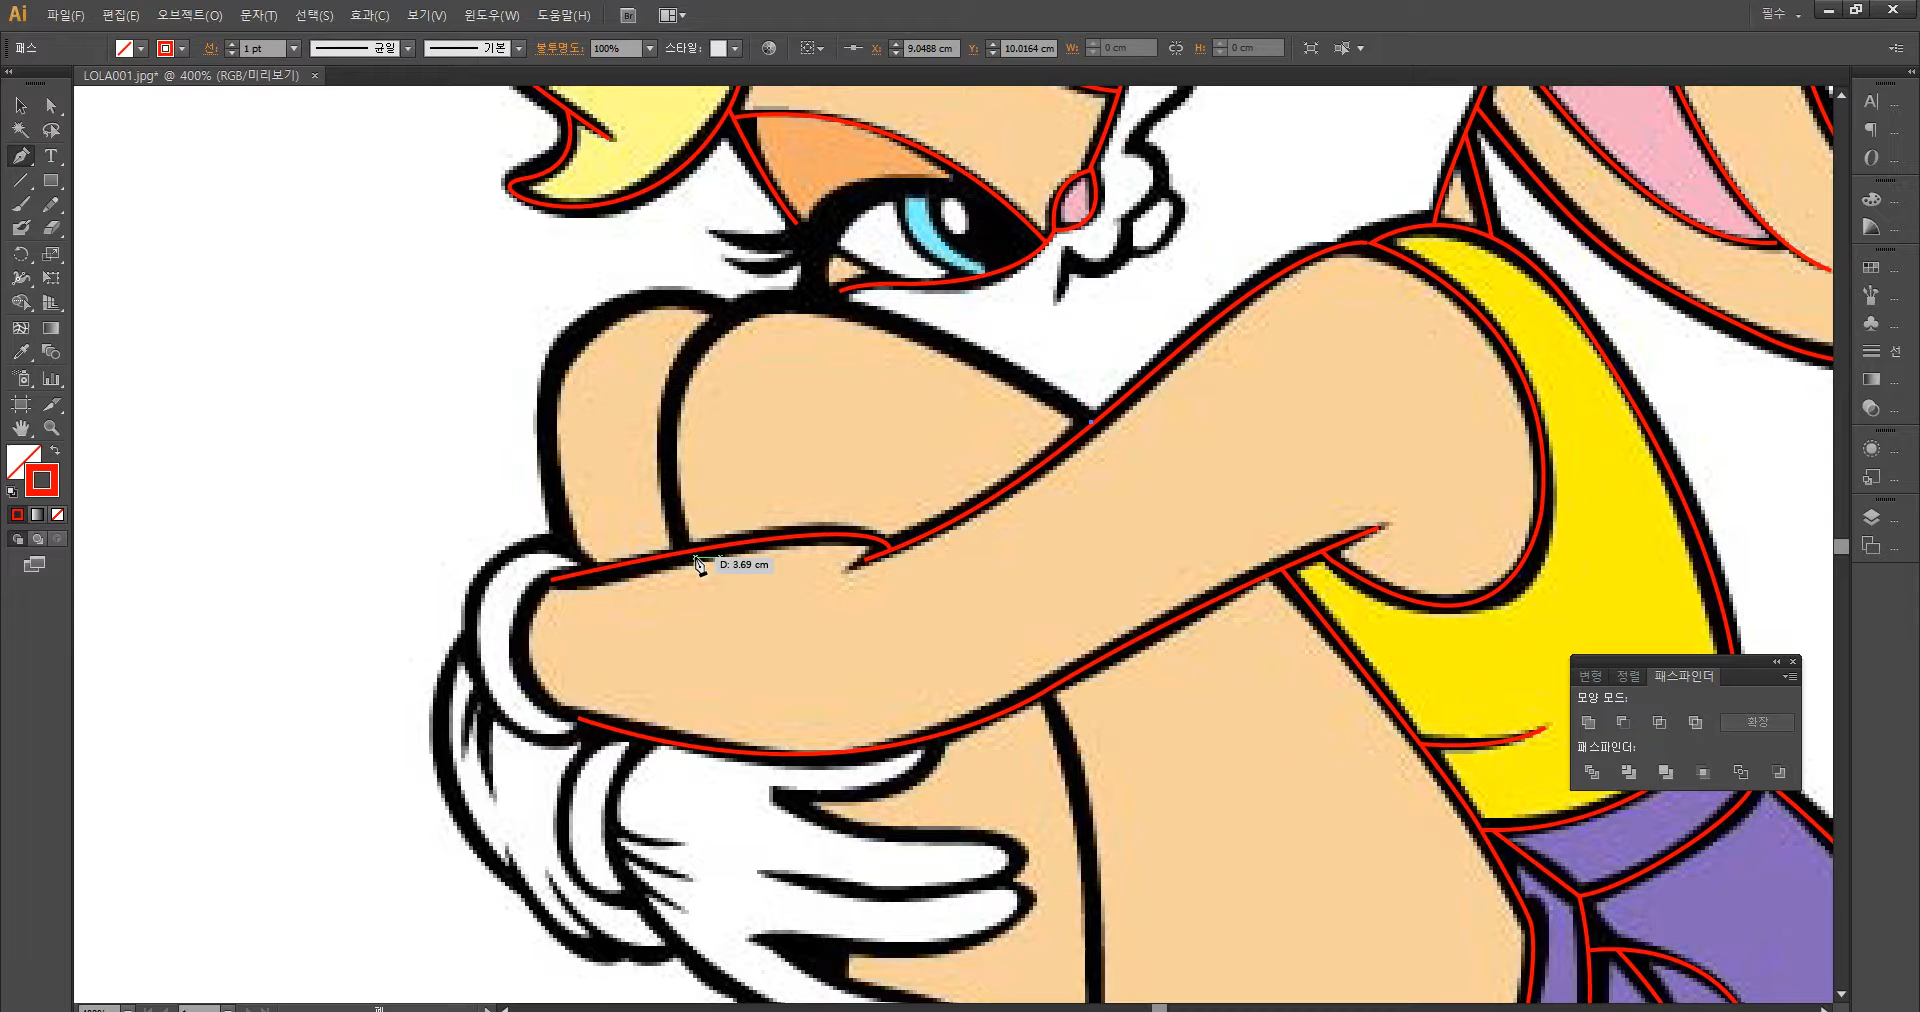 Ai 파일(F) 편집(E) 오브젝트(O) 문자(T) 선택(S) 효과(C) 보기(V) 윈도우(W) 도움말(H) Br 필수
패스 선: 1 pt 균일 기본 불투명도: 100% 스타일: X: 9.0488 cm Y: 10.0164 cm W: 0 cm H: 0 cm
LOLA001.jpg* @ 400% (RGB/미리보기) ×
선
D: 3.69 cm
변형 정렬 패스파인더
모양 모드:
확장
패스파인더: